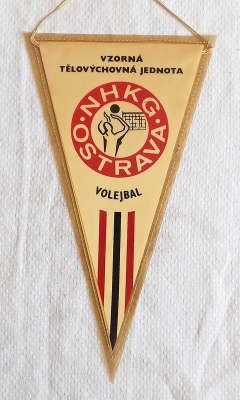 VZORNÁ
TĚLOVÝCHOVNÁ JEDNOTA
·NHKG·
OSTRAVA
VOLEJBAL